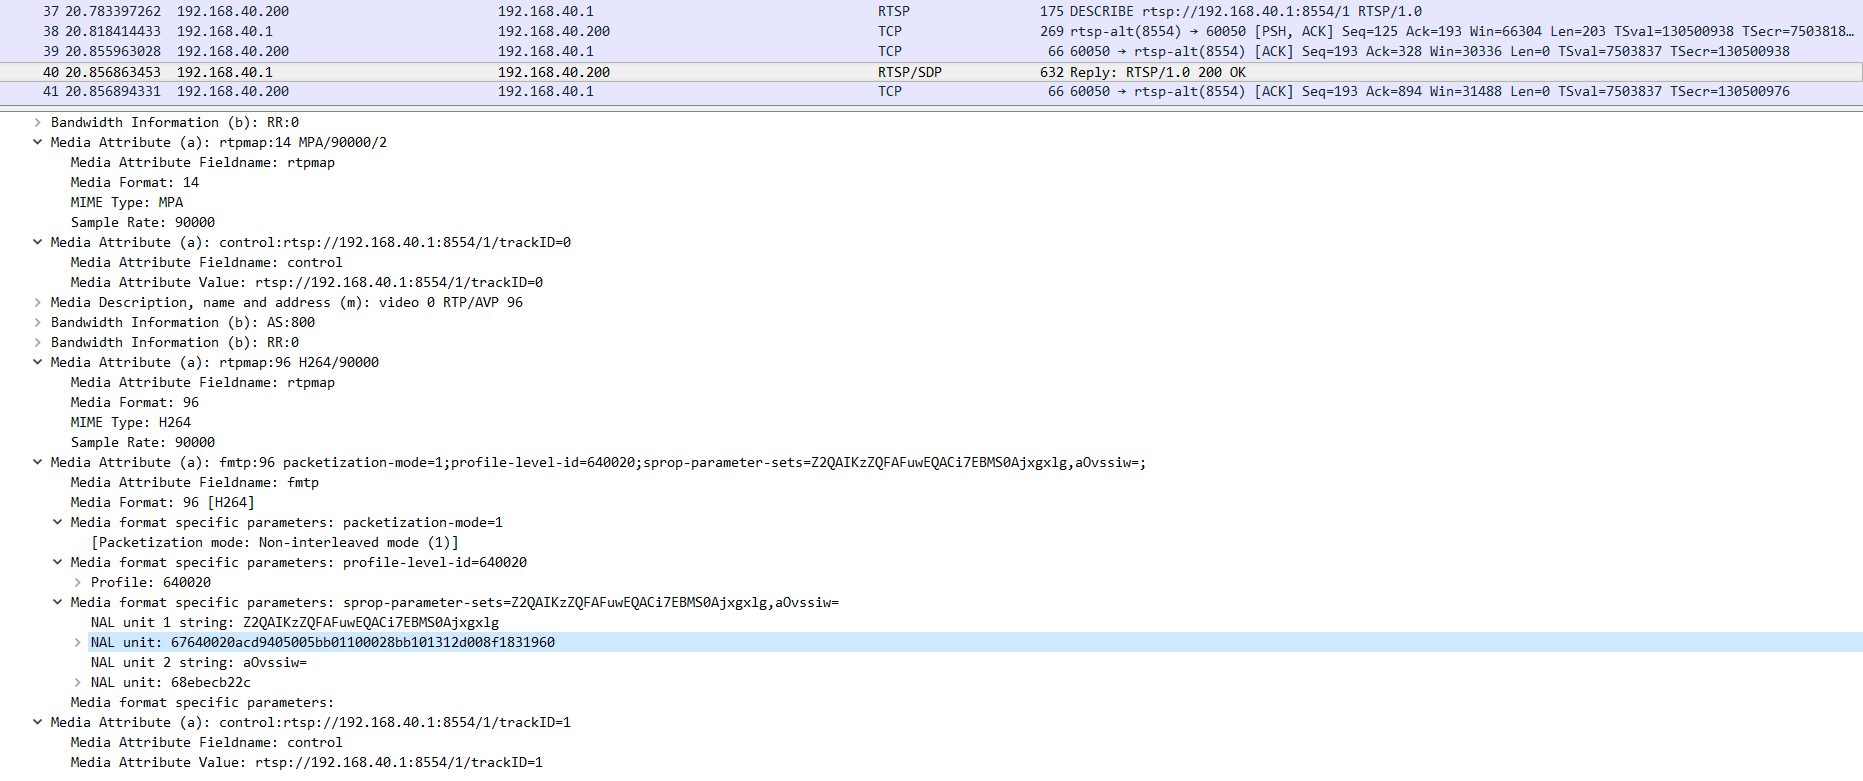 37 20.783397262 192.168.40.200 192.168.40.1 RTSP 175 DESCRIBE rtsp://192.168.40.1:8554/1 RTSP/1.0
38 20.818414433 192.168.40.1 192.168.40.200 TCP 269 rtsp-alt(8554) → 60050 [PSH, ACK] Seq=125 Ack=193 Win=66304 Len=203 TSval=130500938 TSecr=7503818…
39 20.855963028 192.168.40.200 192.168.40.1 TCP 66 60050 → rtsp-alt(8554) [ACK] Seq=193 Ack=328 Win=30336 Len=0 TSval=7503837 TSecr=130500938
40 20.856863453 192.168.40.1 192.168.40.200 RTSP/SDP 632 Reply: RTSP/1.0 200 OK
41 20.856894331 192.168.40.200 192.168.40.1 TCP 66 60050 → rtsp-alt(8554) [ACK] Seq=193 Ack=894 Win=31488 Len=0 TSval=7503837 TSecr=130500976
Bandwidth Information (b): RR:0
Media Attribute (a): rtpmap:14 MPA/90000/2
Media Attribute Fieldname: rtpmap
Media Format: 14
MIME Type: MPA
Sample Rate: 90000
Media Attribute (a): control:rtsp://192.168.40.1:8554/1/trackID=0
Media Attribute Fieldname: control
Media Attribute Value: rtsp://192.168.40.1:8554/1/trackID=0
Media Description, name and address (m): video 0 RTP/AVP 96
Bandwidth Information (b): AS:800
Bandwidth Information (b): RR:0
Media Attribute (a): rtpmap:96 H264/90000
Media Attribute Fieldname: rtpmap
Media Format: 96
MIME Type: H264
Sample Rate: 90000
Media Attribute (a): fmtp:96 packetization-mode=1;profile-level-id=640020;sprop-parameter-sets=Z2QAIKzZQFAFuwEQACi7EBMS0Ajxgxlg,aOvssiw=;
Media Attribute Fieldname: fmtp
Media Format: 96 [H264]
Media format specific parameters: packetization-mode=1
[Packetization mode: Non-interleaved mode (1)]
Media format specific parameters: profile-level-id=640020
Profile: 640020
Media format specific parameters: sprop-parameter-sets=Z2QAIKzZQFAFuwEQACi7EBMS0Ajxgxlg,aOvssiw=
NAL unit 1 string: Z2QAIKzZQFAFuwEQACi7EBMS0Ajxgxlg
NAL unit: 67640020acd9405005bb01100028bb101312d008f1831960
NAL unit 2 string: aOvssiw=
NAL unit: 68ebecb22c
Media format specific parameters:
Media Attribute (a): control:rtsp://192.168.40.1:8554/1/trackID=1
Media Attribute Fieldname: control
Media Attribute Value: rtsp://192.168.40.1:8554/1/trackID=1